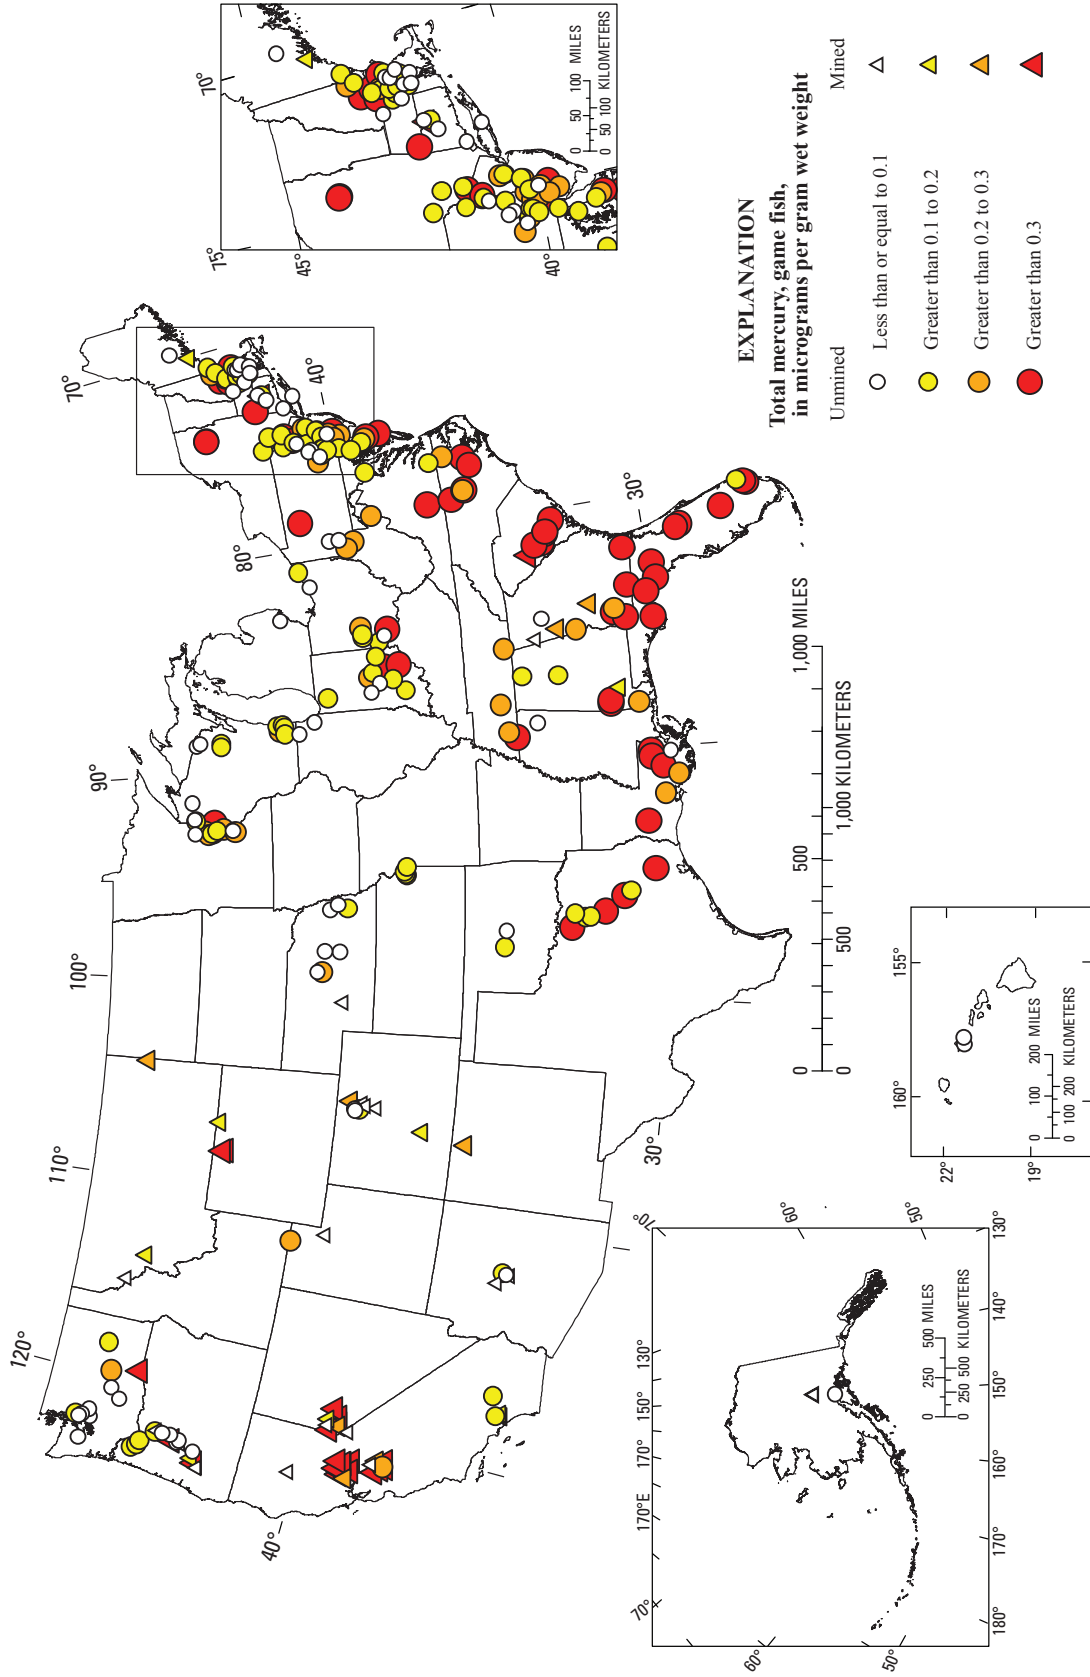 120°
110°
100°
90°
80°
70°
40°
40°
30°
30°
0 500 1,000 MILES
0 500 1,000 KILOMETERS
75°
70°
45°
40°
0 50 100 MILES
0 50 100 KILOMETERS
70°
60°
50°
170°E
170°
150°
130°
70°
60°
50°
180°
170°
160°
150°
140°
130°
0 250 500 MILES
0 250 500 KILOMETERS
160°
155°
22°
19°
0 100 200 MILES
0 100 200 KILOMETERS
EXPLANATION
Total mercury, game fish,
in micrograms per gram wet weight
Unmined Mined
Less than or equal to 0.1
Greater than 0.1 to 0.2
Greater than 0.2 to 0.3
Greater than 0.3